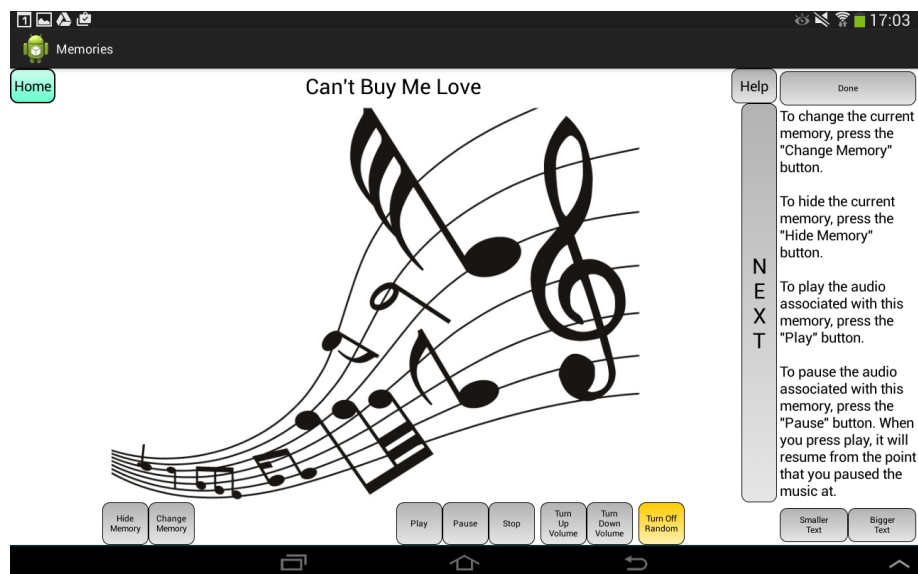 1
17:03
Memories
Home
Can't Buy Me Love
Help
Done
To change the current
memory, press the
"Change Memory"
button.
To hide the current
memory, press the
"Hide Memory"
button.
To play the audio
associated with this
memory, press the
"Play" button.
To pause the audio
associated with this
memory, press the
"Pause" button. When
you press play, it will
resume from the point
that you paused the
music at.
N
E
X
T
Hide
Memory
Change
Memory
Play
Pause
Stop
Turn
Up
Volume
Turn
Down
Volume
Turn Off
Random
Smaller
Text
Bigger
Text